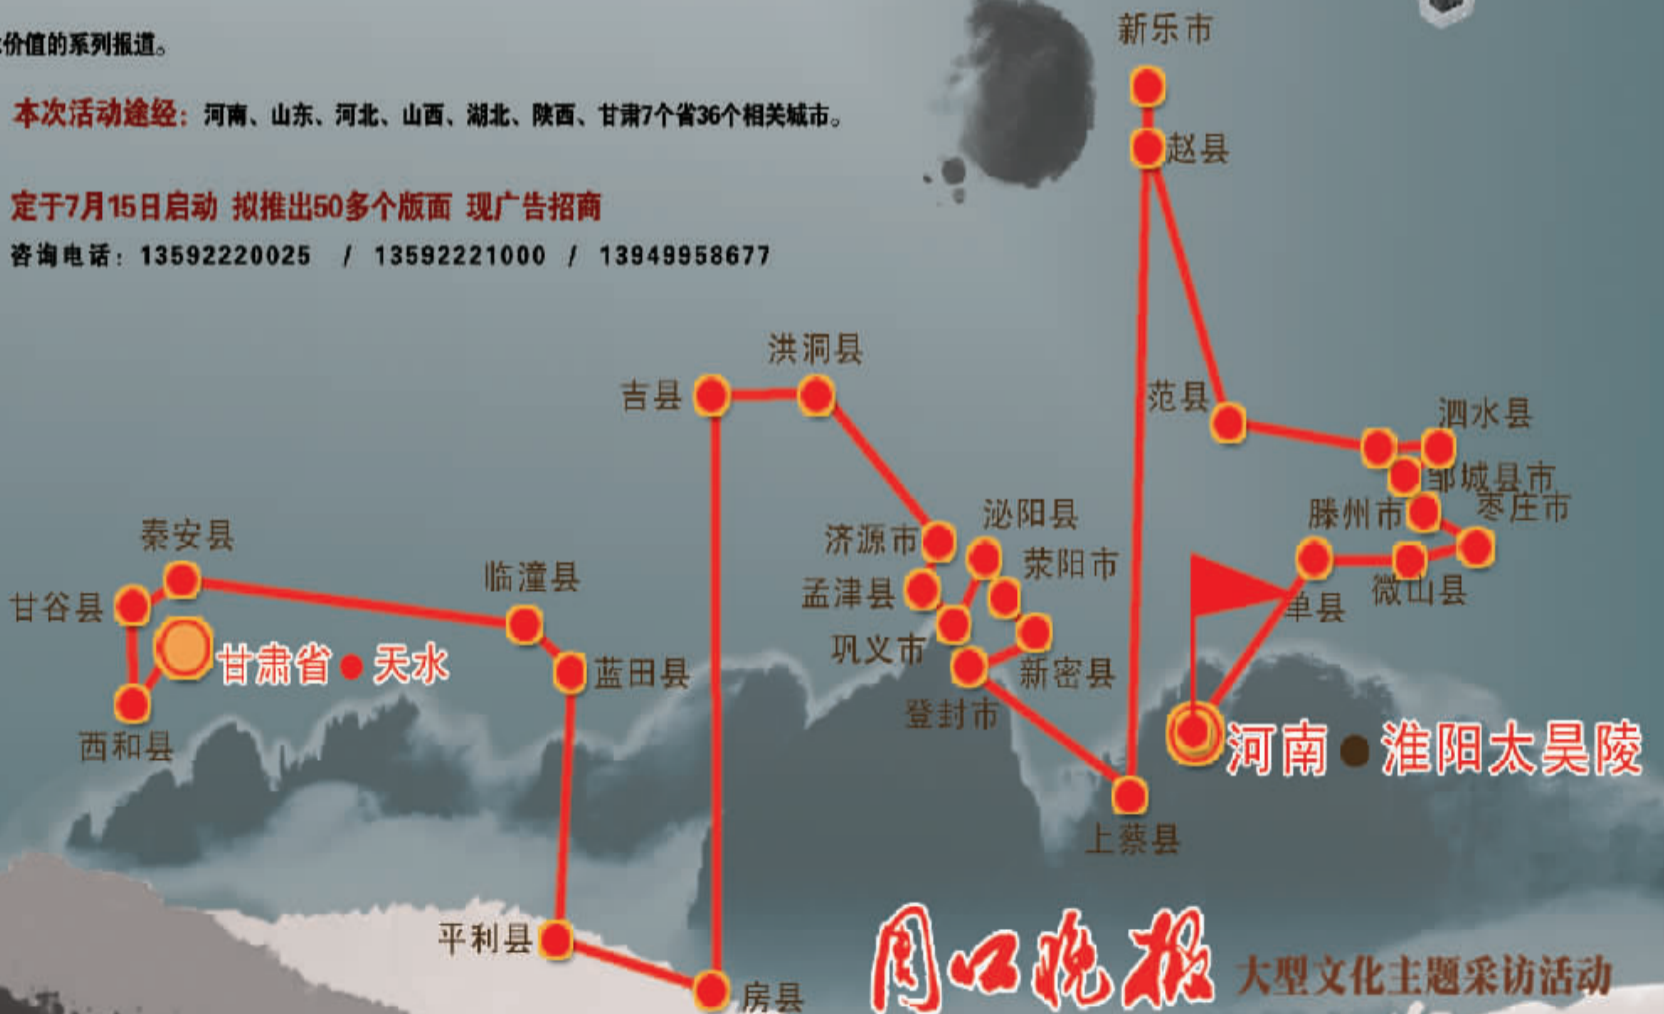 价值的系列报道。
本次活动途经：河南、山东、河北、山西、湖北、陕西、甘肃7个省36个相关城市。
定于7月15日启动 拟推出50多个版面 现广告招商
咨询电话：13592220025 / 13592221000 / 13949958677
新乐市
赵县
洪洞县
吉县
范县
泗水县
邹城县市
滕州市
枣庄市
微山县
单县
秦安县
甘谷县
甘肃省●天水
西和县
临潼县
蓝田县
济源市
泌阳县
孟津县
荥阳市
巩义市
新密县
登封市
河南●淮阳太昊陵
上蔡县
平利县
房县
周口晚报
大型文化主题采访活动